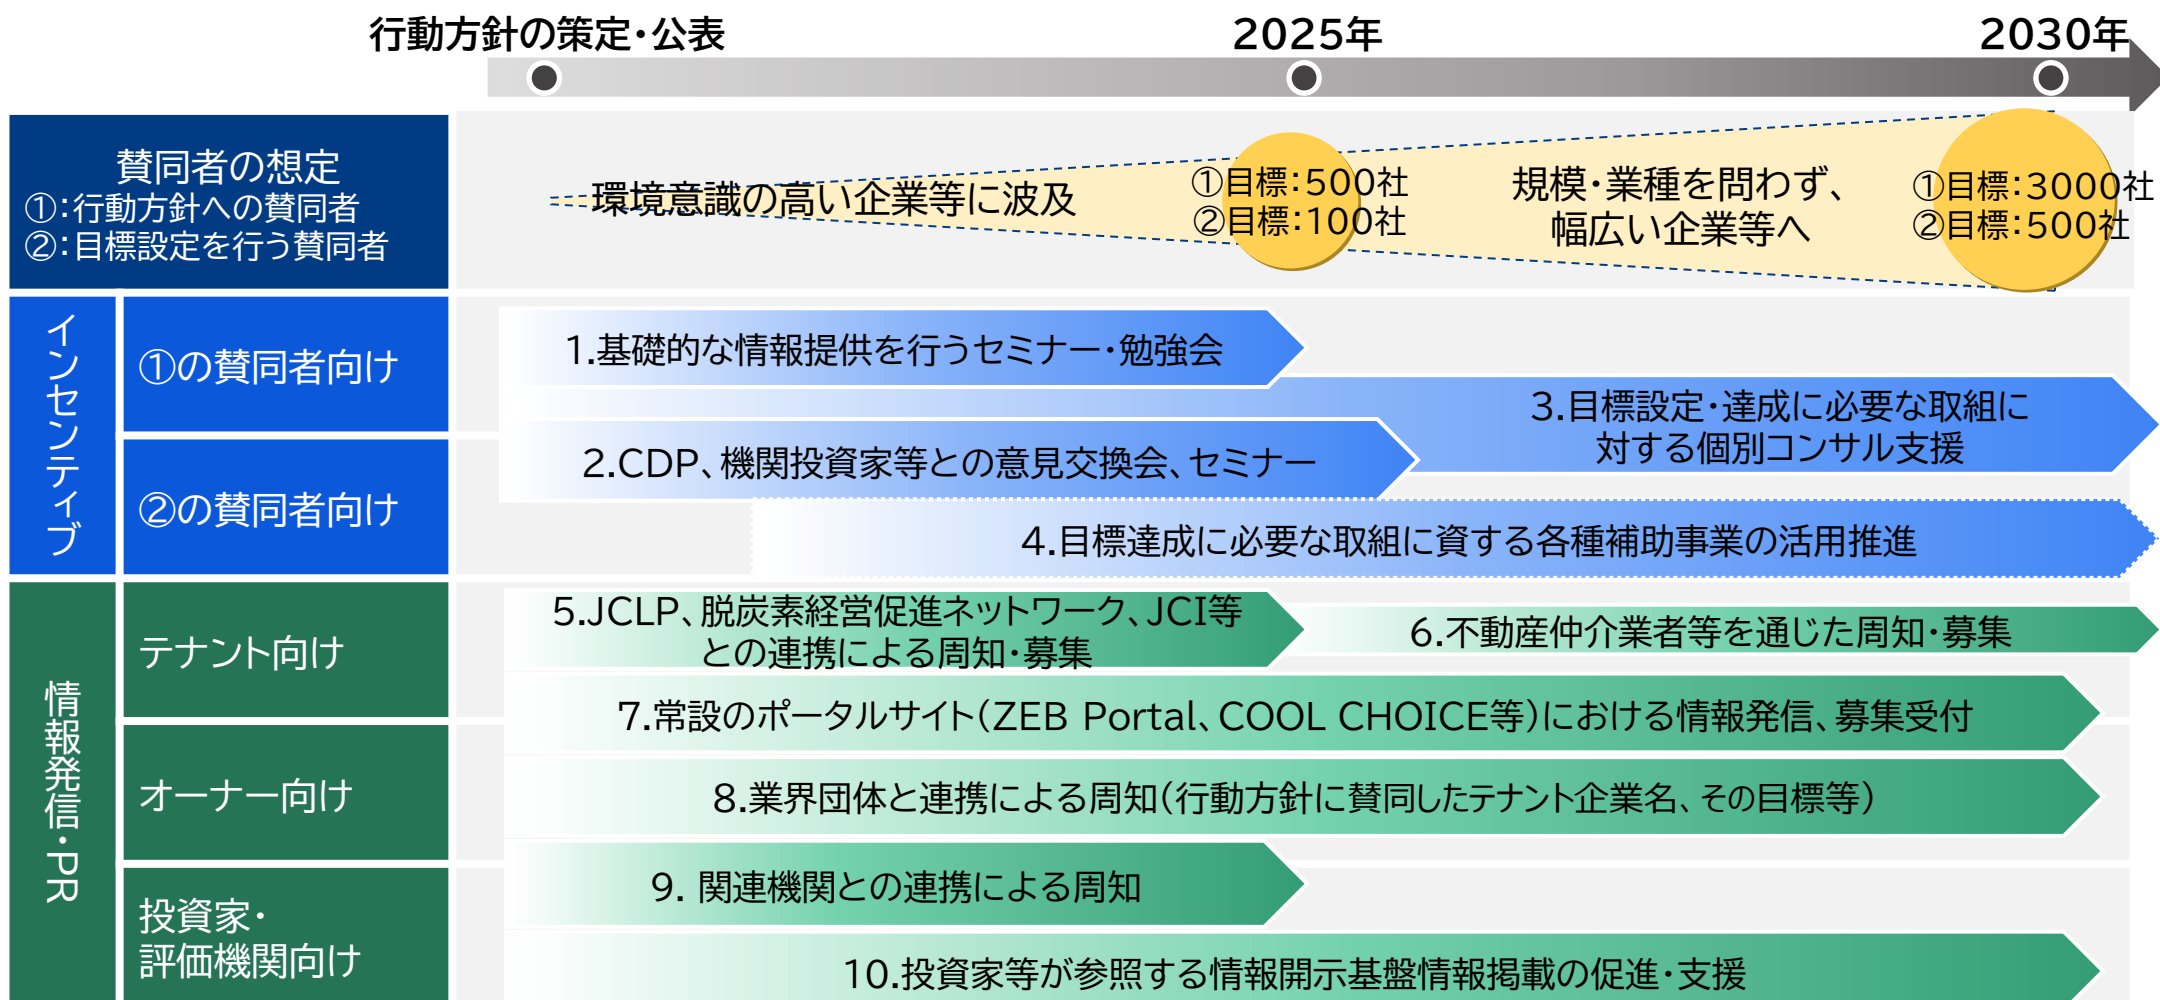 行動方針の策定・公表
2025年
2030年
賛同者の想定
①：行動方針への賛同者
②：目標設定を行う賛同者
環境意識の高い企業等に波及
①目標：500社
②目標：100社
規模・業種を問わず、
幅広い企業等へ
①目標：3000社
②目標：500社
インセンティブ
①の賛同者向け
②の賛同者向け
1.基礎的な情報提供を行うセミナー・勉強会
3.目標設定・達成に必要な取組に
対する個別コンサル支援
2.CDP、機関投資家等との意見交換会、セミナー
4.目標達成に必要な取組に資する各種補助事業の活用推進
情報発信・PR
テナント向け
5.JCLP、脱炭素経営促進ネットワーク、JCI等
との連携による周知・募集
6.不動産仲介業者等を通じた周知・募集
7.常設のポータルサイト（ZEB Portal、COOL CHOICE等）における情報発信、募集受付
オーナー向け
8.業界団体と連携による周知（行動方針に賛同したテナント企業名、その目標等）
9. 関連機関との連携による周知
投資家・
評価機関向け
10.投資家等が参照する情報開示基盤情報掲載の促進・支援